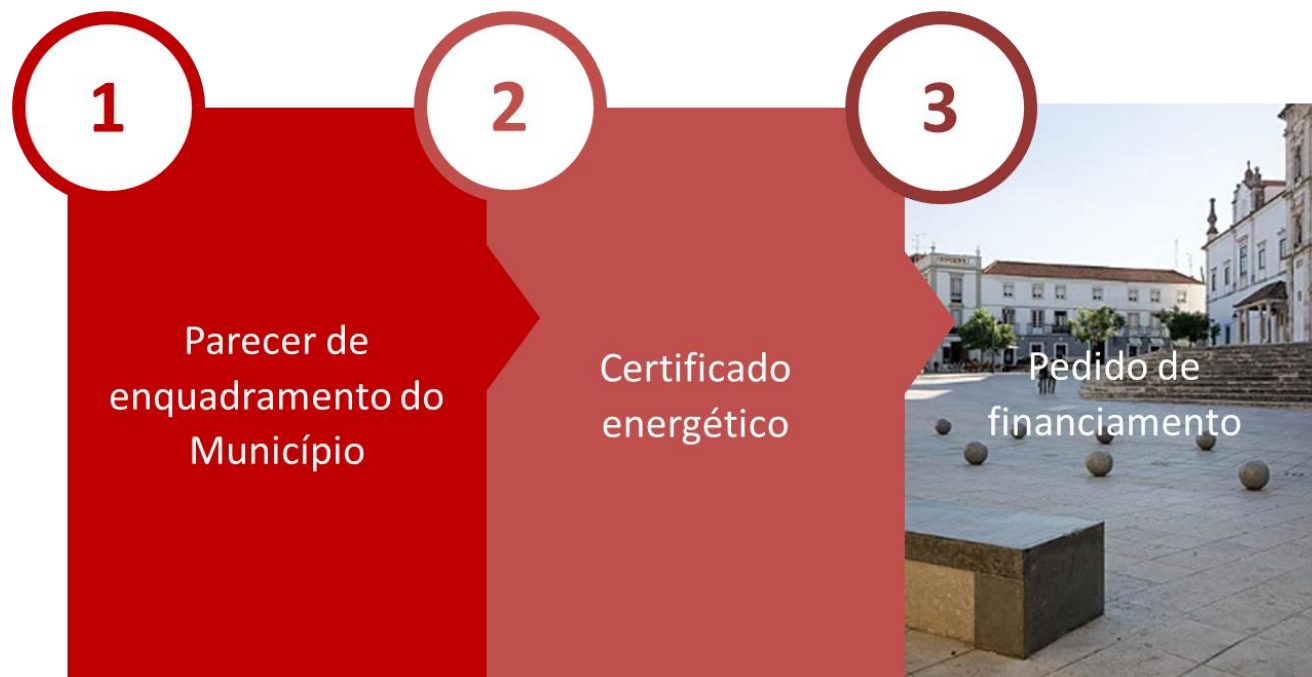 1
Parecer de
enquadramento do
Município
2
Certificado
energético
3
Pedido de
financiamento